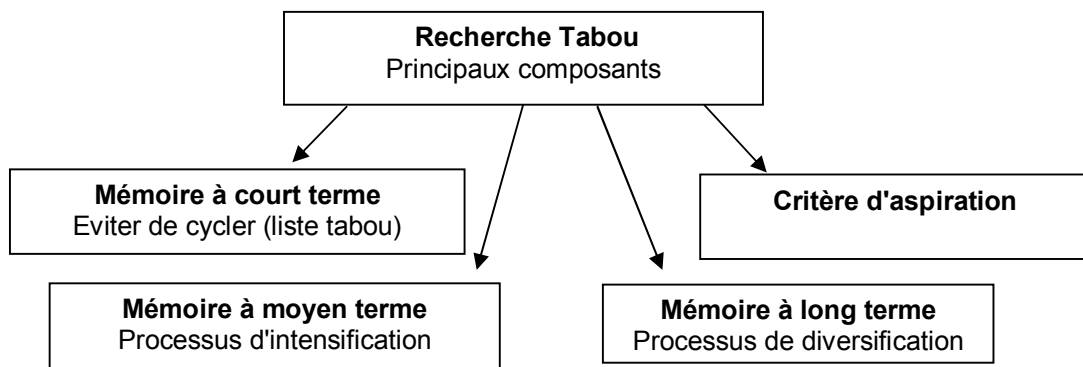 Recherche Tabou
Principaux composants
Mémoire à court terme
Eviter de cycler (liste tabou)
Critère d'aspiration
Mémoire à moyen terme
Processus d'intensification
Mémoire à long terme
Processus de diversification